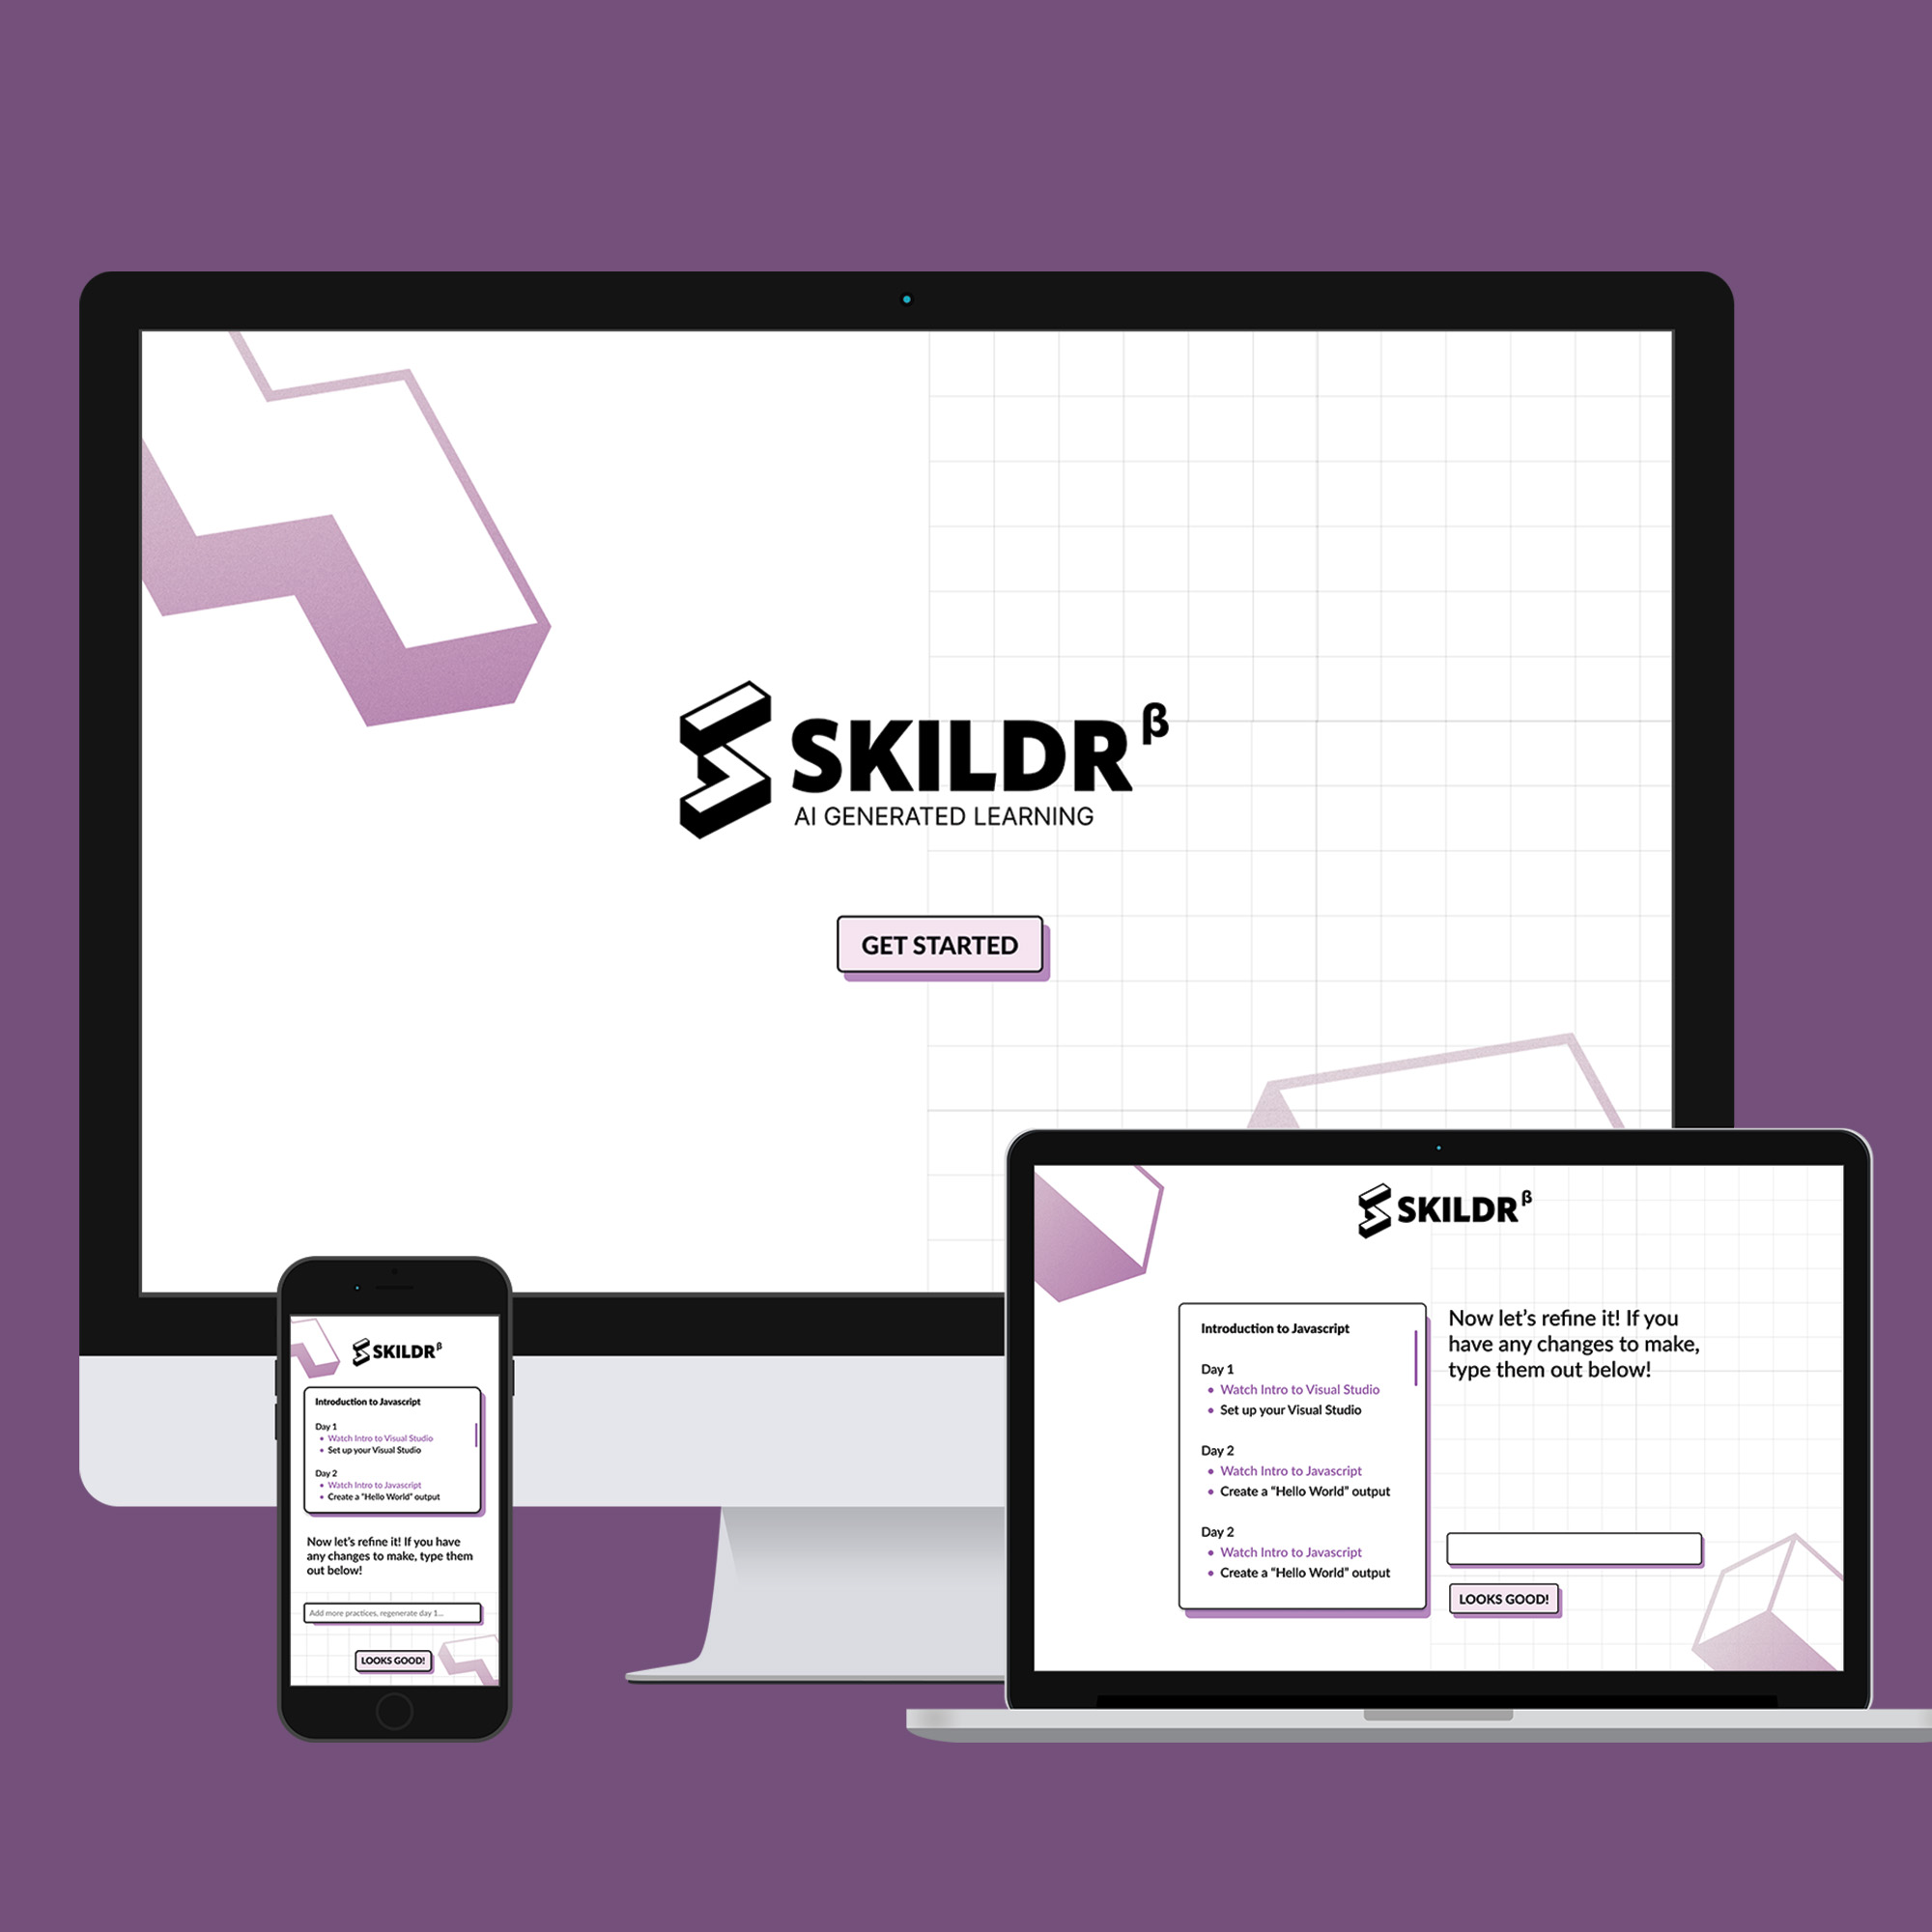 SKILDR β
AI GENERATED LEARNING
GET STARTED
SKILDR β
Introduction to Javascript
Day 1
• Watch Intro to Visual Studio
• Set up your Visual Studio
Day 2
• Watch Intro to Javascript
• Create a “Hello World” output
Now let’s refine it! If you have
any changes to make, type them
out below!
Add more practices, regenerate day 1...
LOOKS GOOD!
SKILDR β
Introduction to Javascript
Day 1
• Watch Intro to Visual Studio
• Set up your Visual Studio
Day 2
• Watch Intro to Javascript
• Create a “Hello World” output
Day 2
• Watch Intro to Javascript
• Create a “Hello World” output
Now let’s refine it! If you
have any changes to make,
type them out below!
LOOKS GOOD!